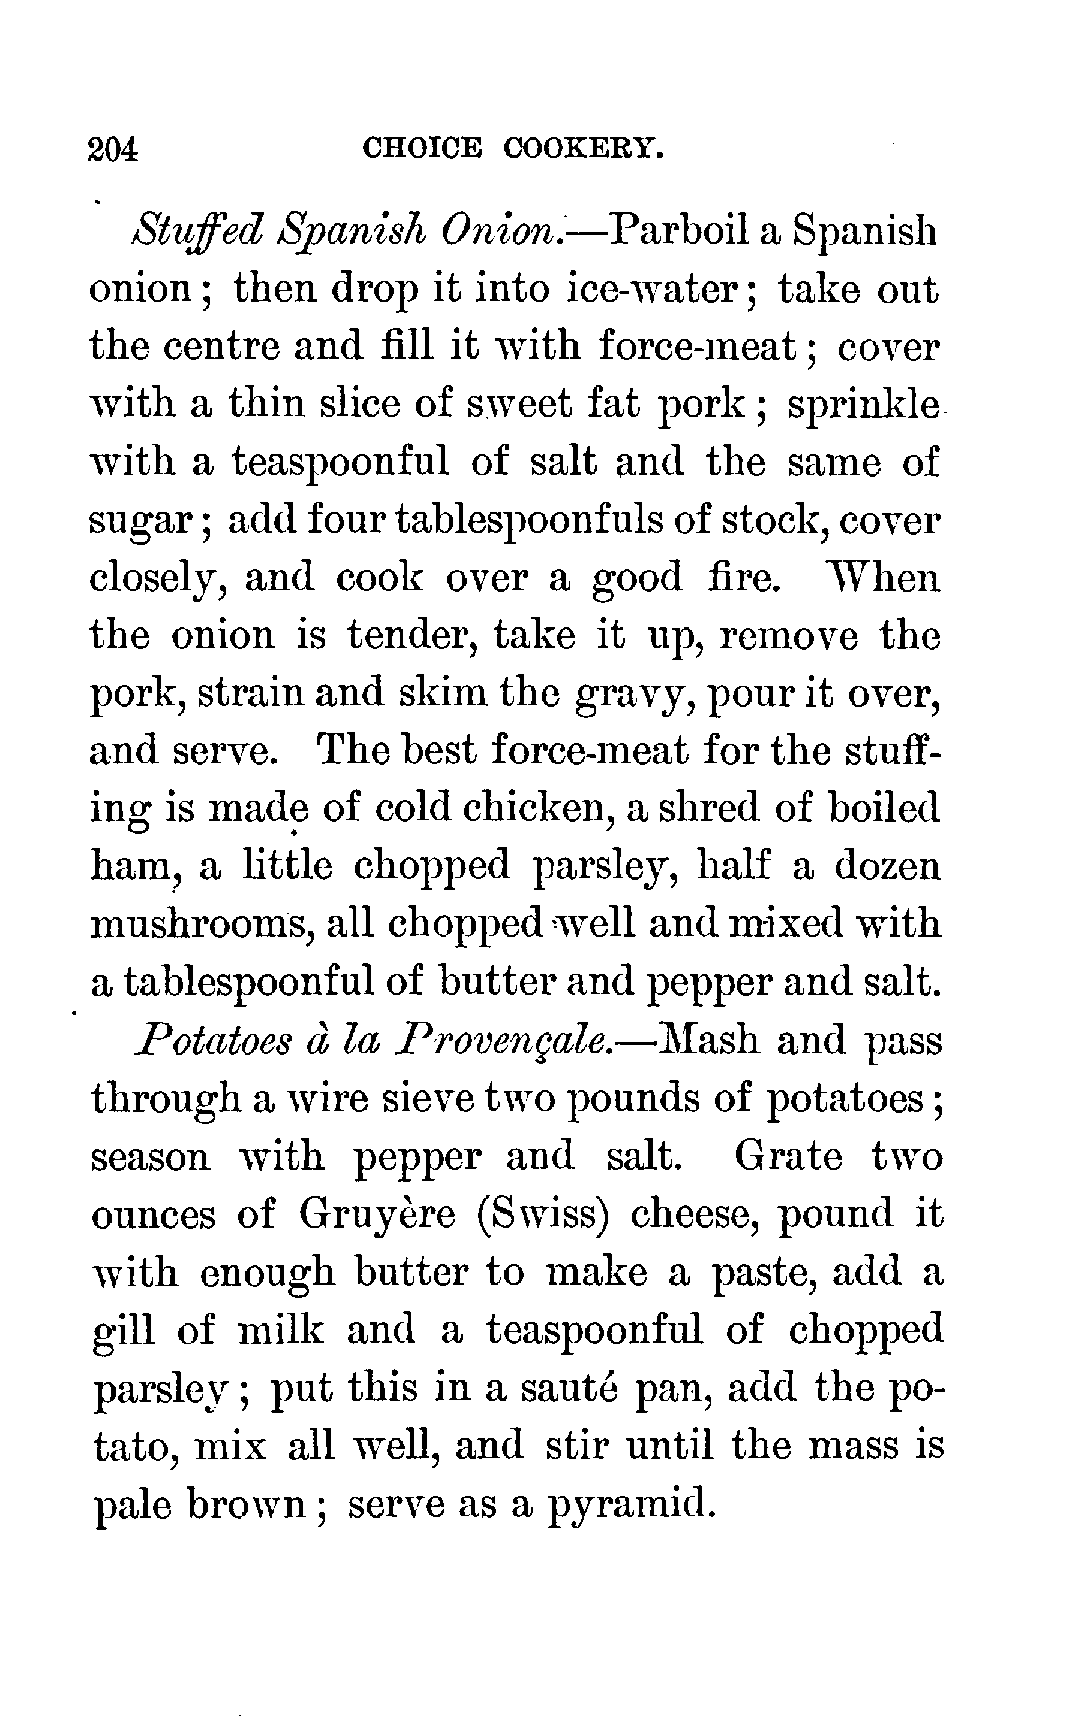 204 CHOICE COOKERY.
Stuffed Spanish Onion.—Parboil a Spanish
onion; then drop it into ice-water; take out
the centre and fill it with force-meat; cover
with a thin slice of sweet fat pork; sprinkle
with a teaspoonful of salt and the same of
sugar; add four tablespoonfuls of stock, cover
closely, and cook over a good fire. When
the onion is tender, take it up, remove the
pork, strain and skim the gravy, pour it over,
and serve. The best force-meat for the stuff-
ing is made of cold chicken, a shred of boiled
ham, a little chopped parsley, half a dozen
mushrooms, all chopped well and mixed with
a tablespoonful of butter and pepper and salt.
Potatoes à la Provençale.—Mash and pass
through a wire sieve two pounds of potatoes;
season with pepper and salt. Grate two
ounces of Gruyère (Swiss) cheese, pound it
with enough butter to make a paste, add a
gill of milk and a teaspoonful of chopped
parsley; put this in a sauté pan, add the po-
tato, mix all well, and stir until the mass is
pale brown; serve as a pyramid.